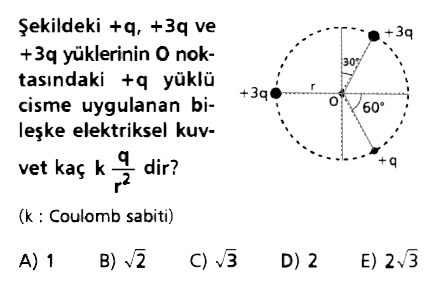 Şekildeki +q, +3q ve
+3q yüklerinin O nok-
tasındaki +q yüklü
cisme uygulanan bi-
leşke elektriksel kuv-
vet kaç k q/r² dir?
(k : Coulomb sabiti)
+3q
30°
+3q
r
O
60°
+q
A) 1 B) √2 C) √3 D) 2 E) 2√3